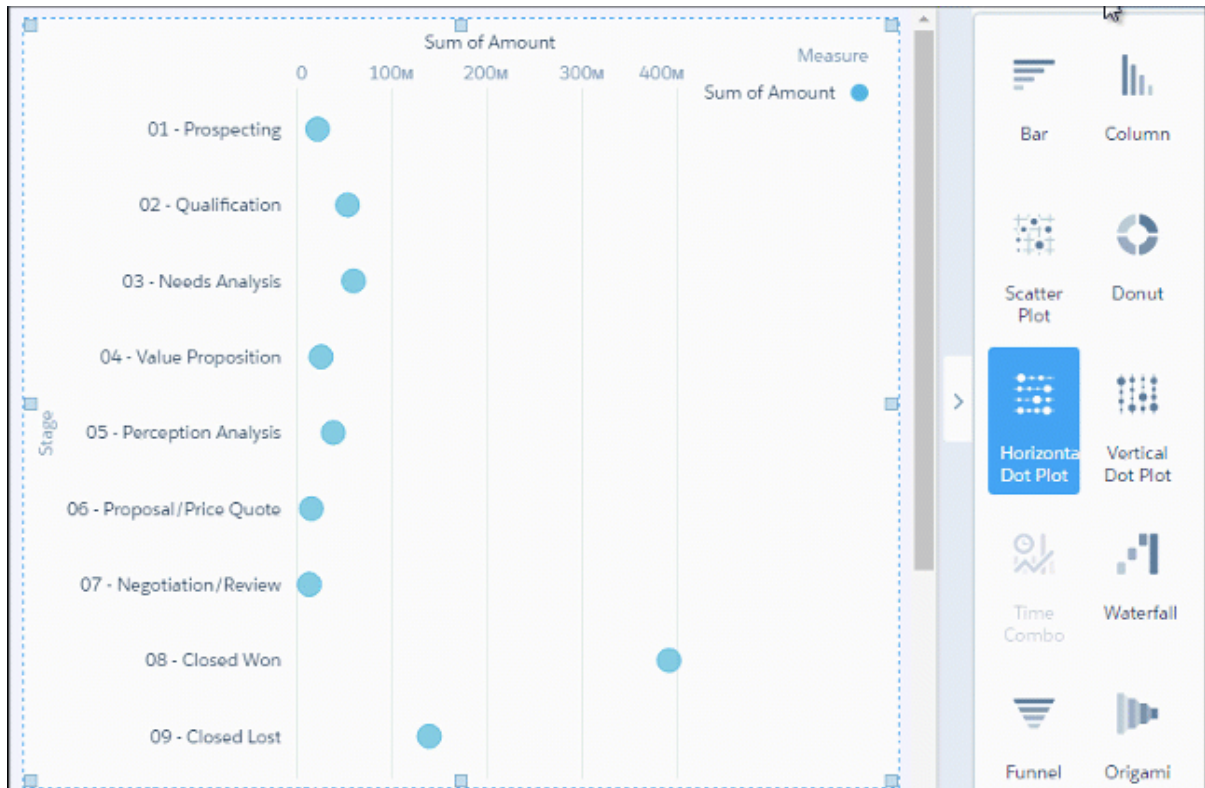 Sum of Amount
0 100M 200M 300M 400M
Measure
Sum of Amount
Stage
01 - Prospecting
02 - Qualification
03 - Needs Analysis
04 - Value Proposition
05 - Perception Analysis
06 - Proposal/Price Quote
07 - Negotiation/Review
08 - Closed Won
09 - Closed Lost
Bar
Column
Scatter
Plot
Donut
Horizonta
Dot Plot
Vertical
Dot Plot
Time
Combo
Waterfall
Funnel
Origami